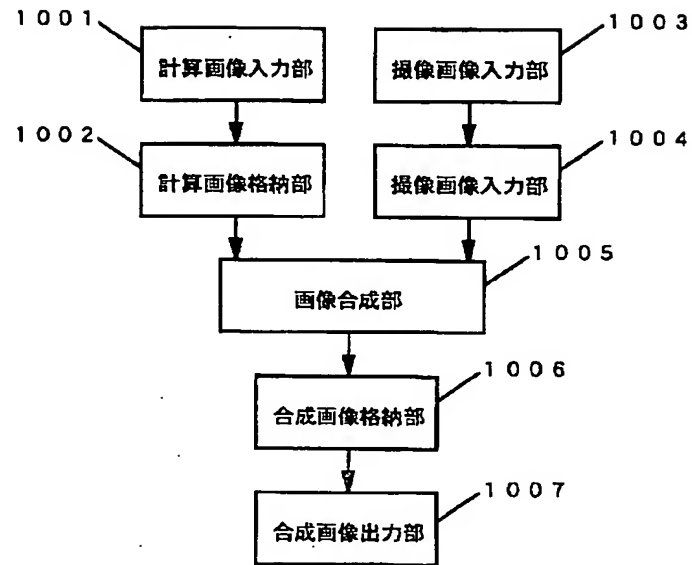 1001
計算画像入力部
1003
撮像画像入力部
1002
計算画像格納部
1004
撮像画像入力部
1005
画像合成部
1006
合成画像格納部
1007
合成画像出力部